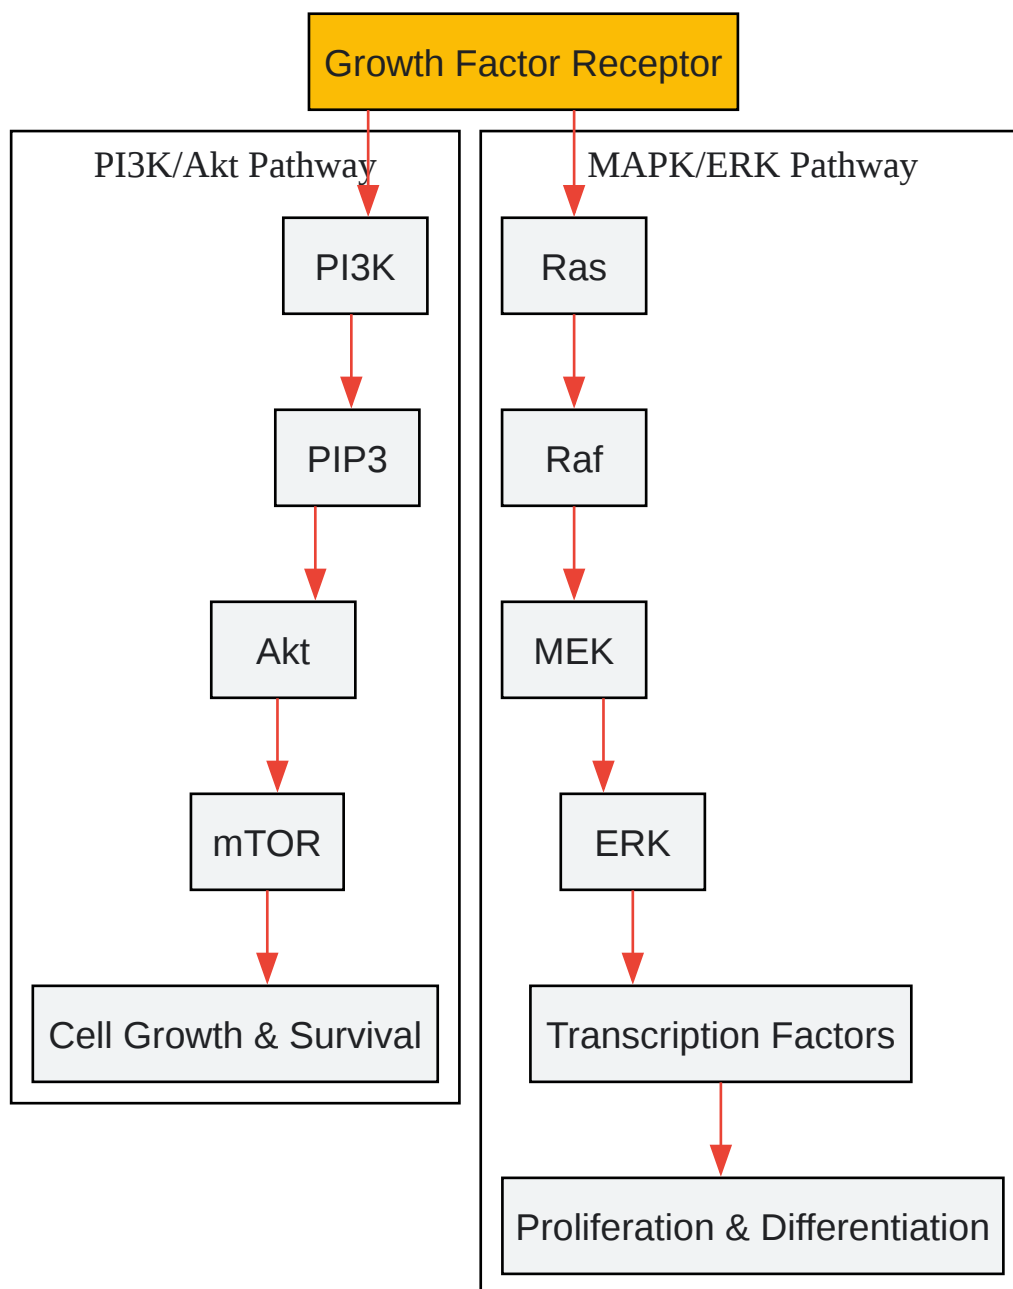 Growth Factor Receptor
PI3K/Akt Pathway
PI3K
PIP3
Akt
mTOR
Cell Growth & Survival
MAPK/ERK Pathway
Ras
Raf
MEK
ERK
Transcription Factors
Proliferation & Differentiation